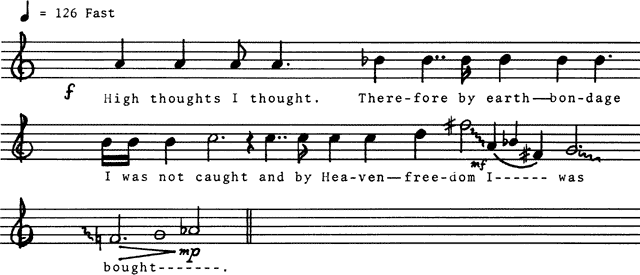 = 126 Fast
f
High thoughts I thought. There-fore by earth—bon-dage
mf
I was not caught and by Hea-ven—free-dom I------ was
mp
bought-------.